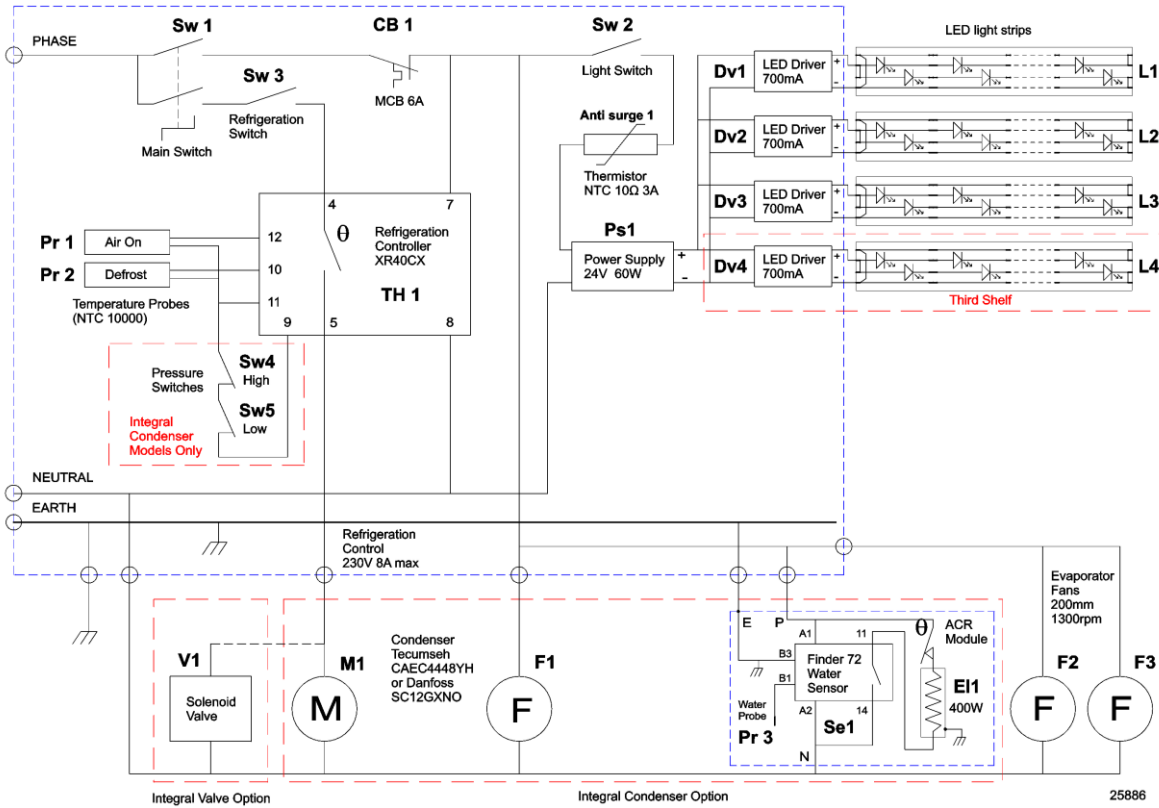 Sw 1
CB 1
Sw 2
LED light strips
PHASE
Sw 3
Light Switch
MCB 6A
Refrigeration
Switch
Main Switch
Anti surge 1
Thermistor
NTC 10Ω 3A
Dv1
LED Driver
700mA
+
-
L1
Dv2
LED Driver
700mA
+
-
L2
Dv3
LED Driver
700mA
+
-
L3
Ps1
Power Supply
24V 60W
+
-
Dv4
LED Driver
700mA
+
-
L4
Third Shelf
4
7
θ
Refrigeration
Controller
XR40CX
TH 1
12
10
11
9
5
8
Pr 1
Air On
Pr 2
Defrost
Temperature Probes
(NTC 10000)
Pressure
Switches
Sw4
High
Sw5
Low
Integral
Condenser
Models Only
NEUTRAL
EARTH
Refrigeration
Control
230V 8A max
Evaporator
Fans
200mm
1300rpm
V1
Solenoid
Valve
M1
M
Condenser
Tecumseh
CAEC4448YH
or Danfoss
SC12GXNO
F1
F
E
P
A1
11
θ
ACR
Module
B3
B1
Finder 72
Water
Sensor
Water
Probe
Pr 3
A2
14
Se1
N
El1
400W
F2
F
F3
F
Integral Valve Option
Integral Condenser Option
25886